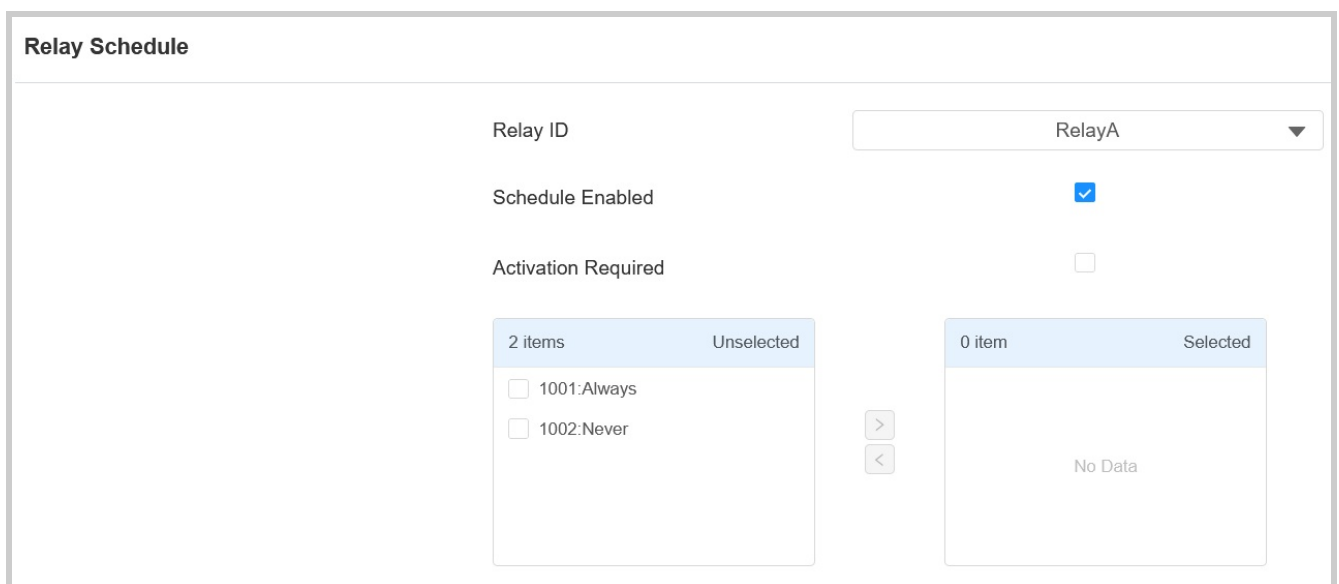 Relay Schedule
Relay ID RelayA
Schedule Enabled
Activation Required
2 items Unselected 0 item Selected
1001:Always
1002:Never
> 
<
No Data